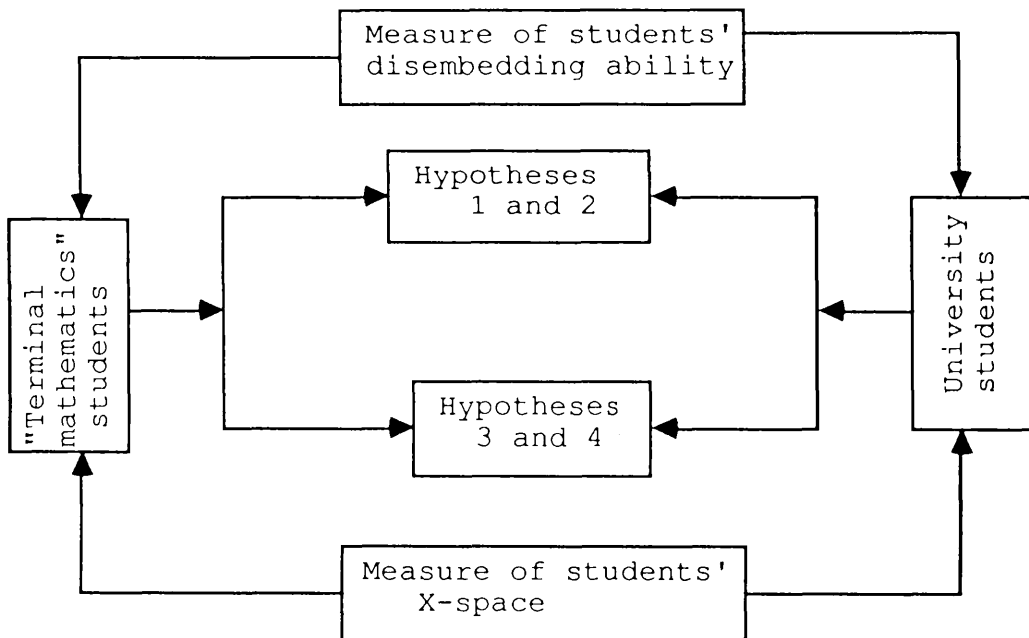 Measure of students'
disembedding ability
Hypotheses
1 and 2
"Terminal
mathematics"
students
University
students
Hypotheses
3 and 4
Measure of students'
X-space